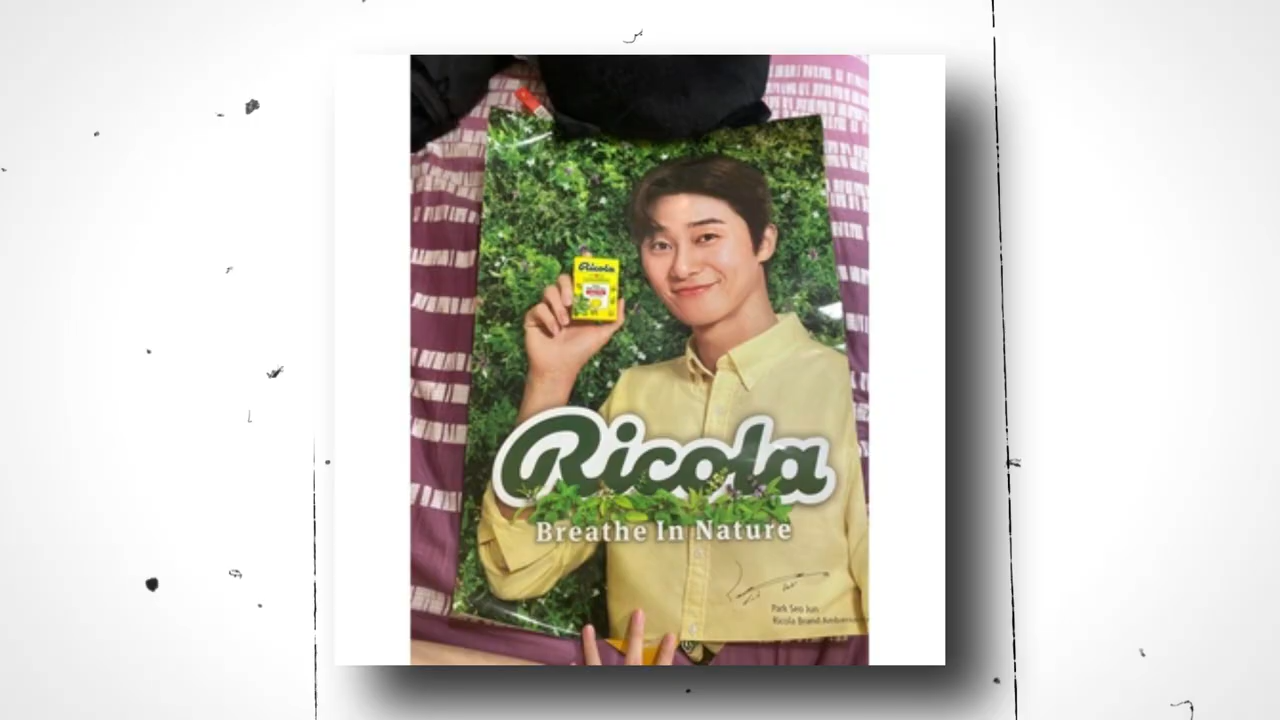 Ricola
Ricola
Breathe In Nature
Park Seo Jun
Ricola Brand Ambassador